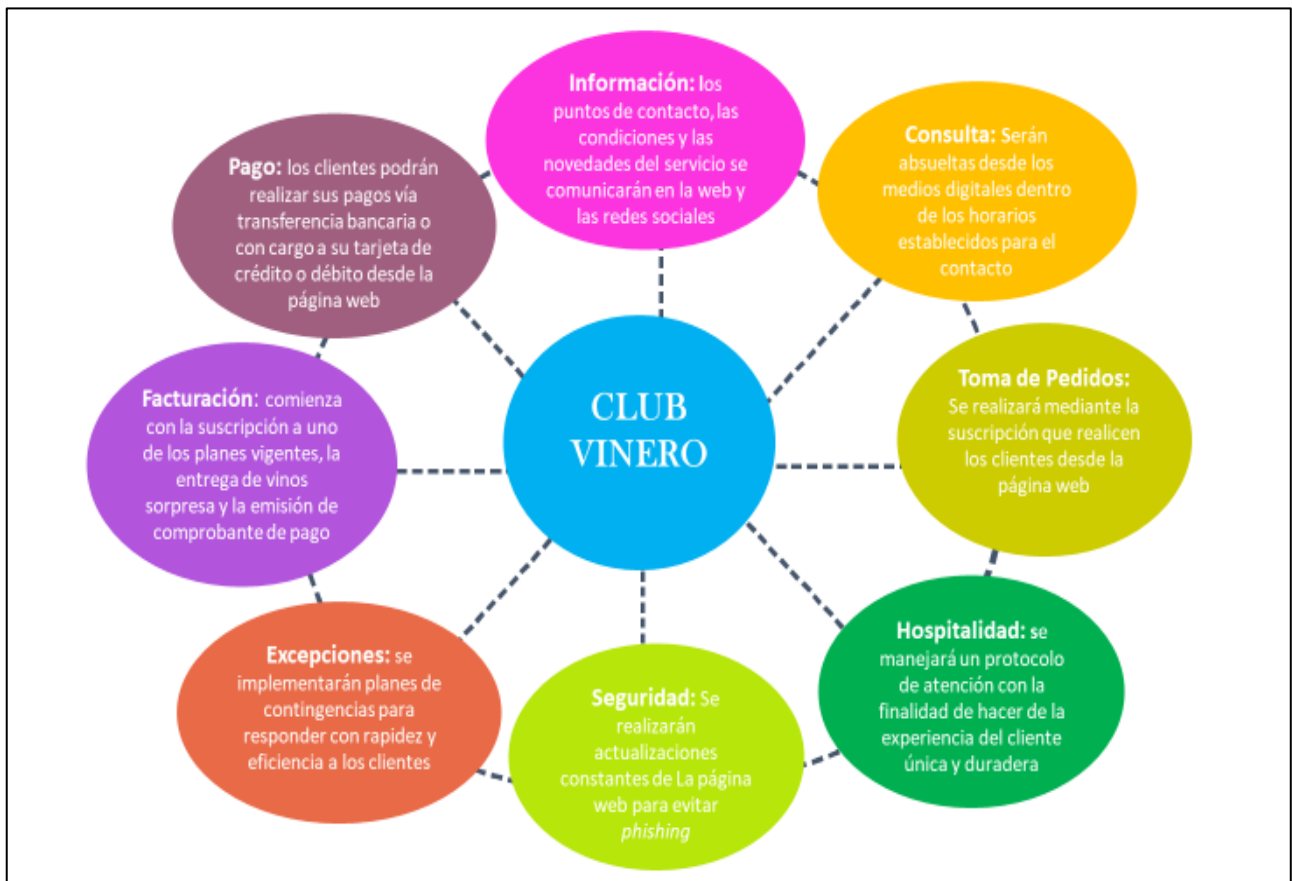 Información: los
puntos de contacto, las
condiciones y las
novedades del servicio se
comunicarán en la web y
las redes sociales
Consulta: Serán
absueltas desde los
medios digitales dentro
de los horarios
establecidos para el
contacto
Toma de Pedidos:
Se realizará mediante la
suscripción que realicen
los clientes desde la
página web
Hospitalidad: se
manejará un protocolo
de atención con la
finalidad de hacer de la
experiencia del cliente
única y duradera
Seguridad: Se
realizarán
actualizaciones
constantes de La página
web para evitar
phishing
Excepciones: se
implementarán planes de
contingencias para
responder con rapidez y
eficiencia a los clientes
Facturación: comienza
con la suscripción a uno
de los planes vigentes, la
entrega de vinos
sorpresa y la emisión de
comprobante de pago
Pago: los clientes podrán
realizar sus pagos vía
transferencia bancaria o
con cargo a su tarjeta de
crédito o débito desde la
página web
CLUB
VINERO